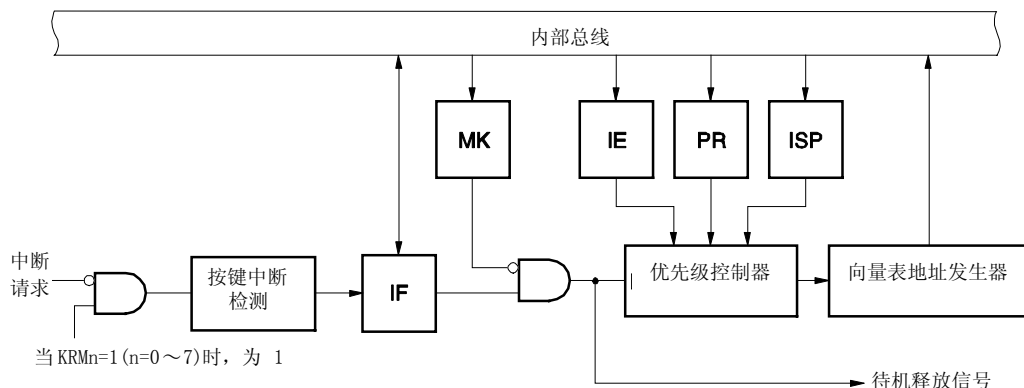 内部总线
MK
IE
PR
ISP
中断
请求
按键中断
检测
IF
优先级控制器
向量表地址发生器
当 KRMn=1(n=0～7)时，为 1
待机释放信号